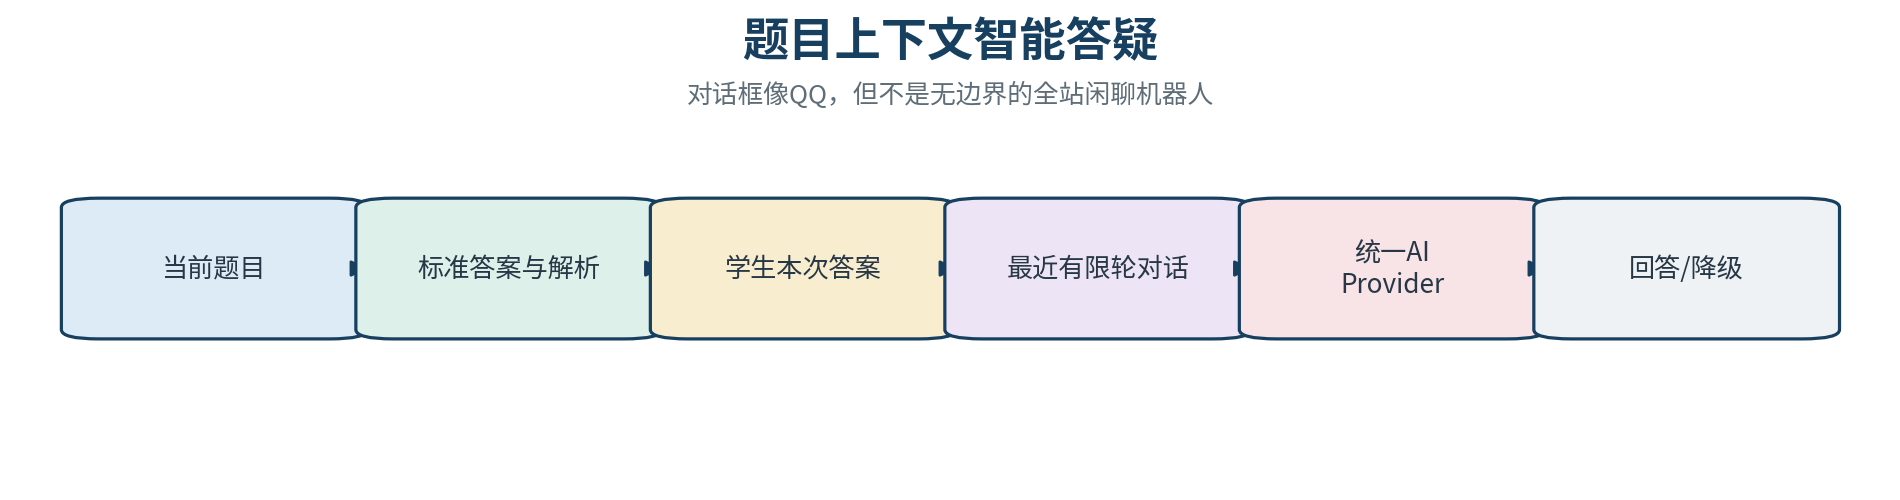 题目上下文智能答疑
对话框像QQ，但不是无边界的全站闲聊机器人
当前题目
标准答案与解析
学生本次答案
最近有限轮对话
统一AI
Provider
回答/降级